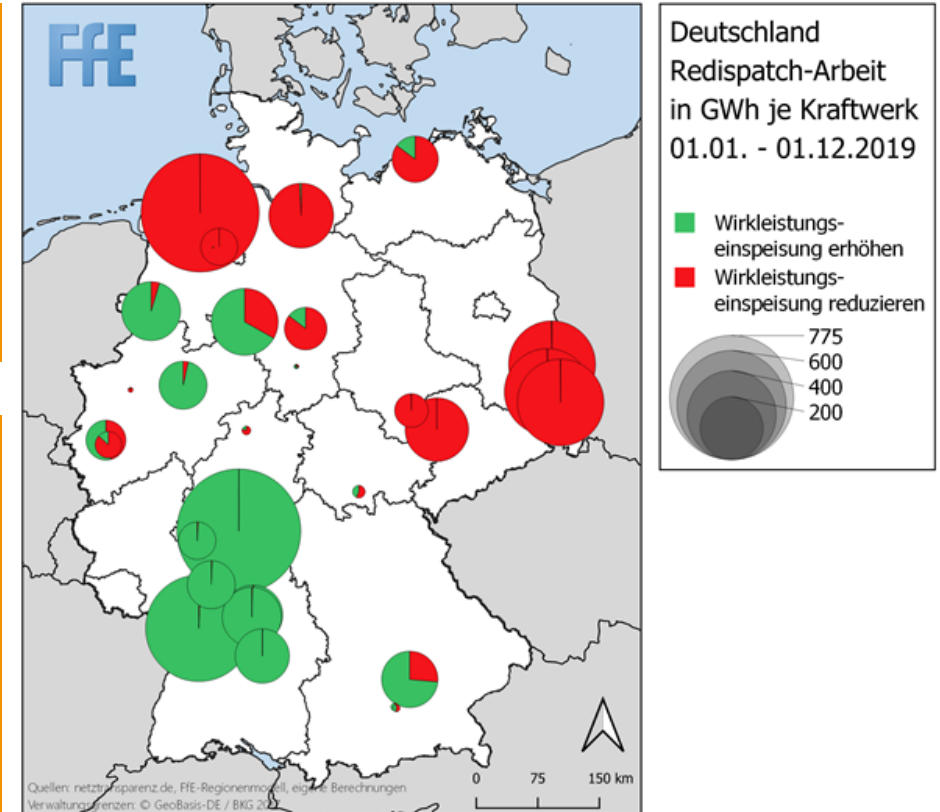 FfE
Deutschland
Redispatch-Arbeit
in GWh je Kraftwerk
01.01. - 01.12.2019
Wirkleistungs-
einspeisung erhöhen
Wirkleistungs-
einspeisung reduzieren
775
600
400
200
0 75 150 km
Quellen: netztransparenz.de, FfE-Regionenmodell, eigene Berechnungen
Verwaltungsgrenzen: © GeoBasis-DE / BKG